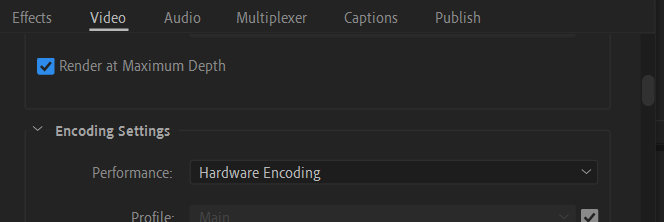 Effects Video Audio Multiplexer Captions Publish
Render at Maximum Depth
Encoding Settings
Performance: Hardware Encoding
Profile: Main